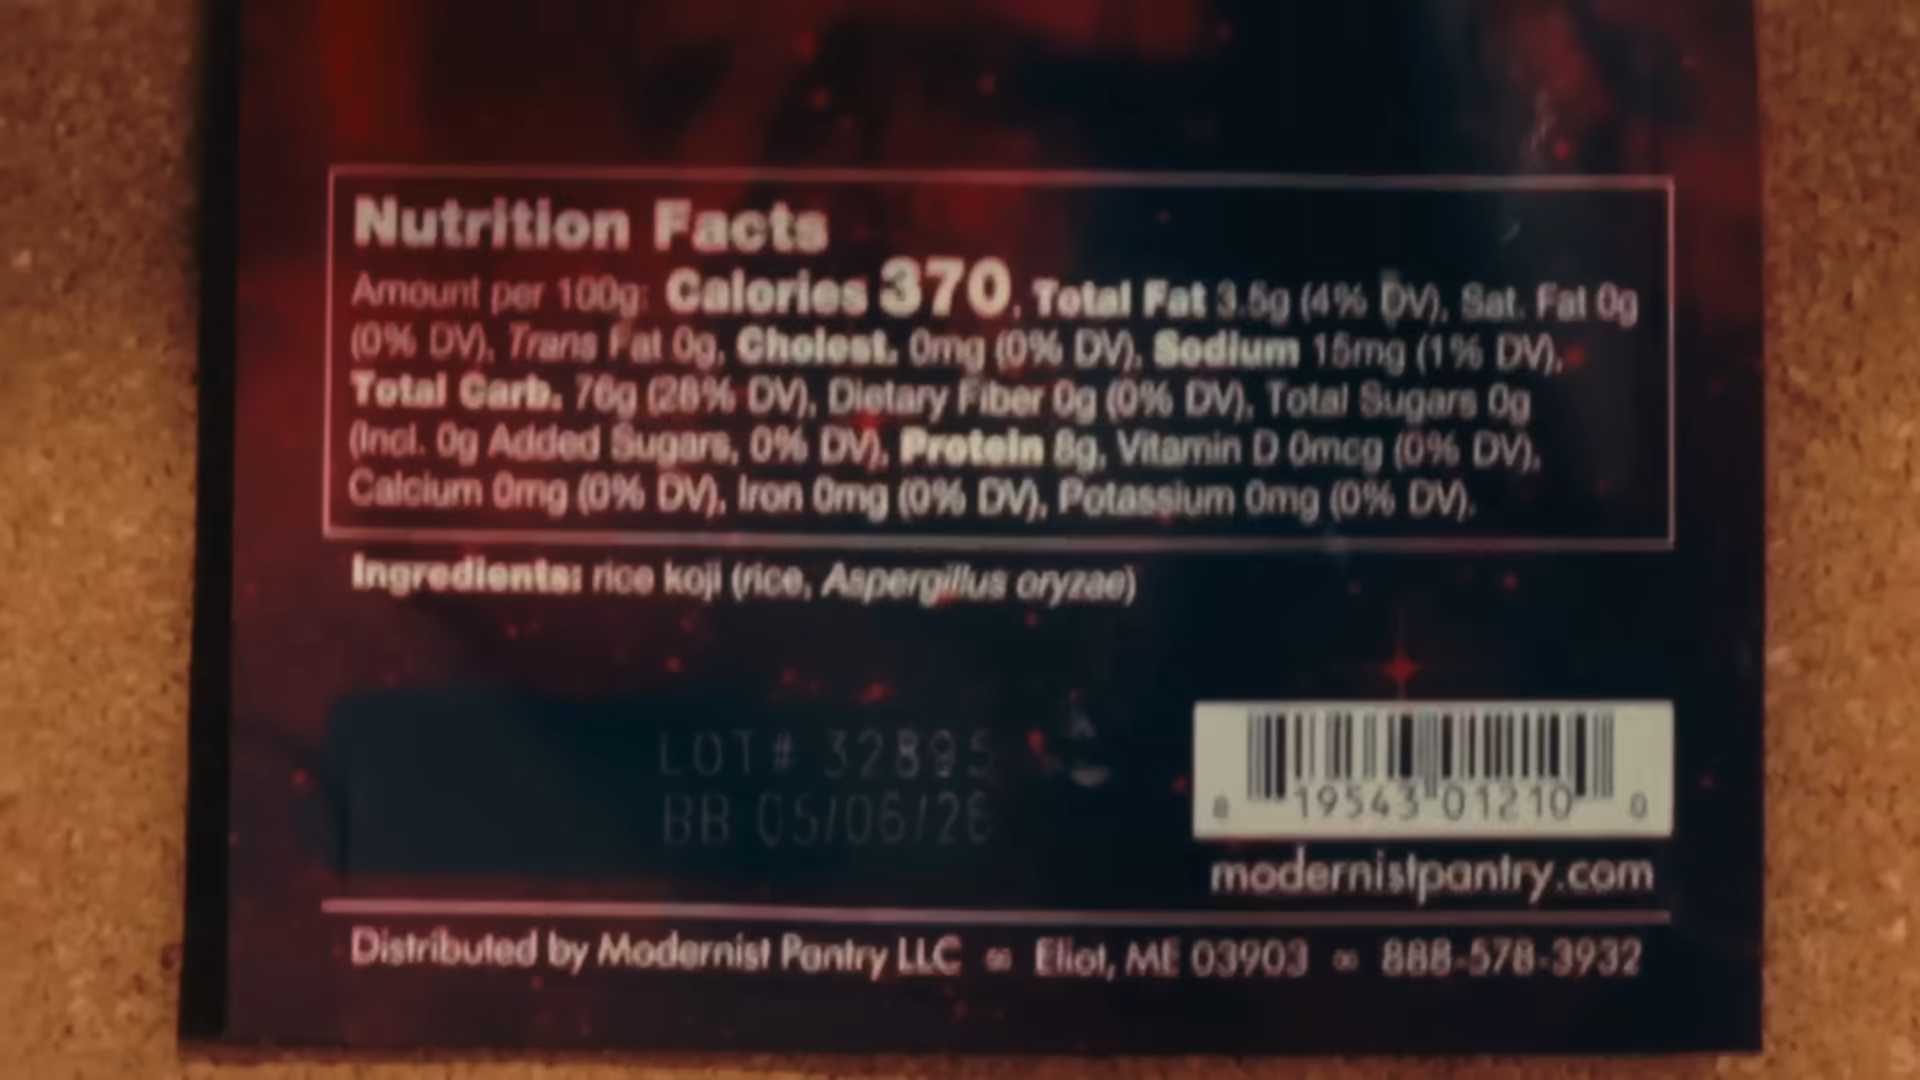 Nutrition Facts
Amount per 100g: Calories 370, Total Fat 3.5g (4% DV), Sat. Fat 0g
(0% DV), Trans Fat 0g, Cholest. 0mg (0% DV), Sodium 15mg (1% DV),
Total Carb. 76g (28% DV), Dietary Fiber 0g (0% DV), Total Sugars 0g
(Incl. 0g Added Sugars, 0% DV), Protein 8g, Vitamin D 0mcg (0% DV),
Calcium 0mg (0% DV), Iron 0mg (0% DV), Potassium 0mg (0% DV).
Ingredients: rice koji (rice, Aspergillus oryzae)
LOT# 32895
BB 05/06/26
8 19543 01210 0
modernistpantry.com
Distributed by Modernist Pantry LLC ∞ Eliot, ME 03903 ∞ 888-578-3932